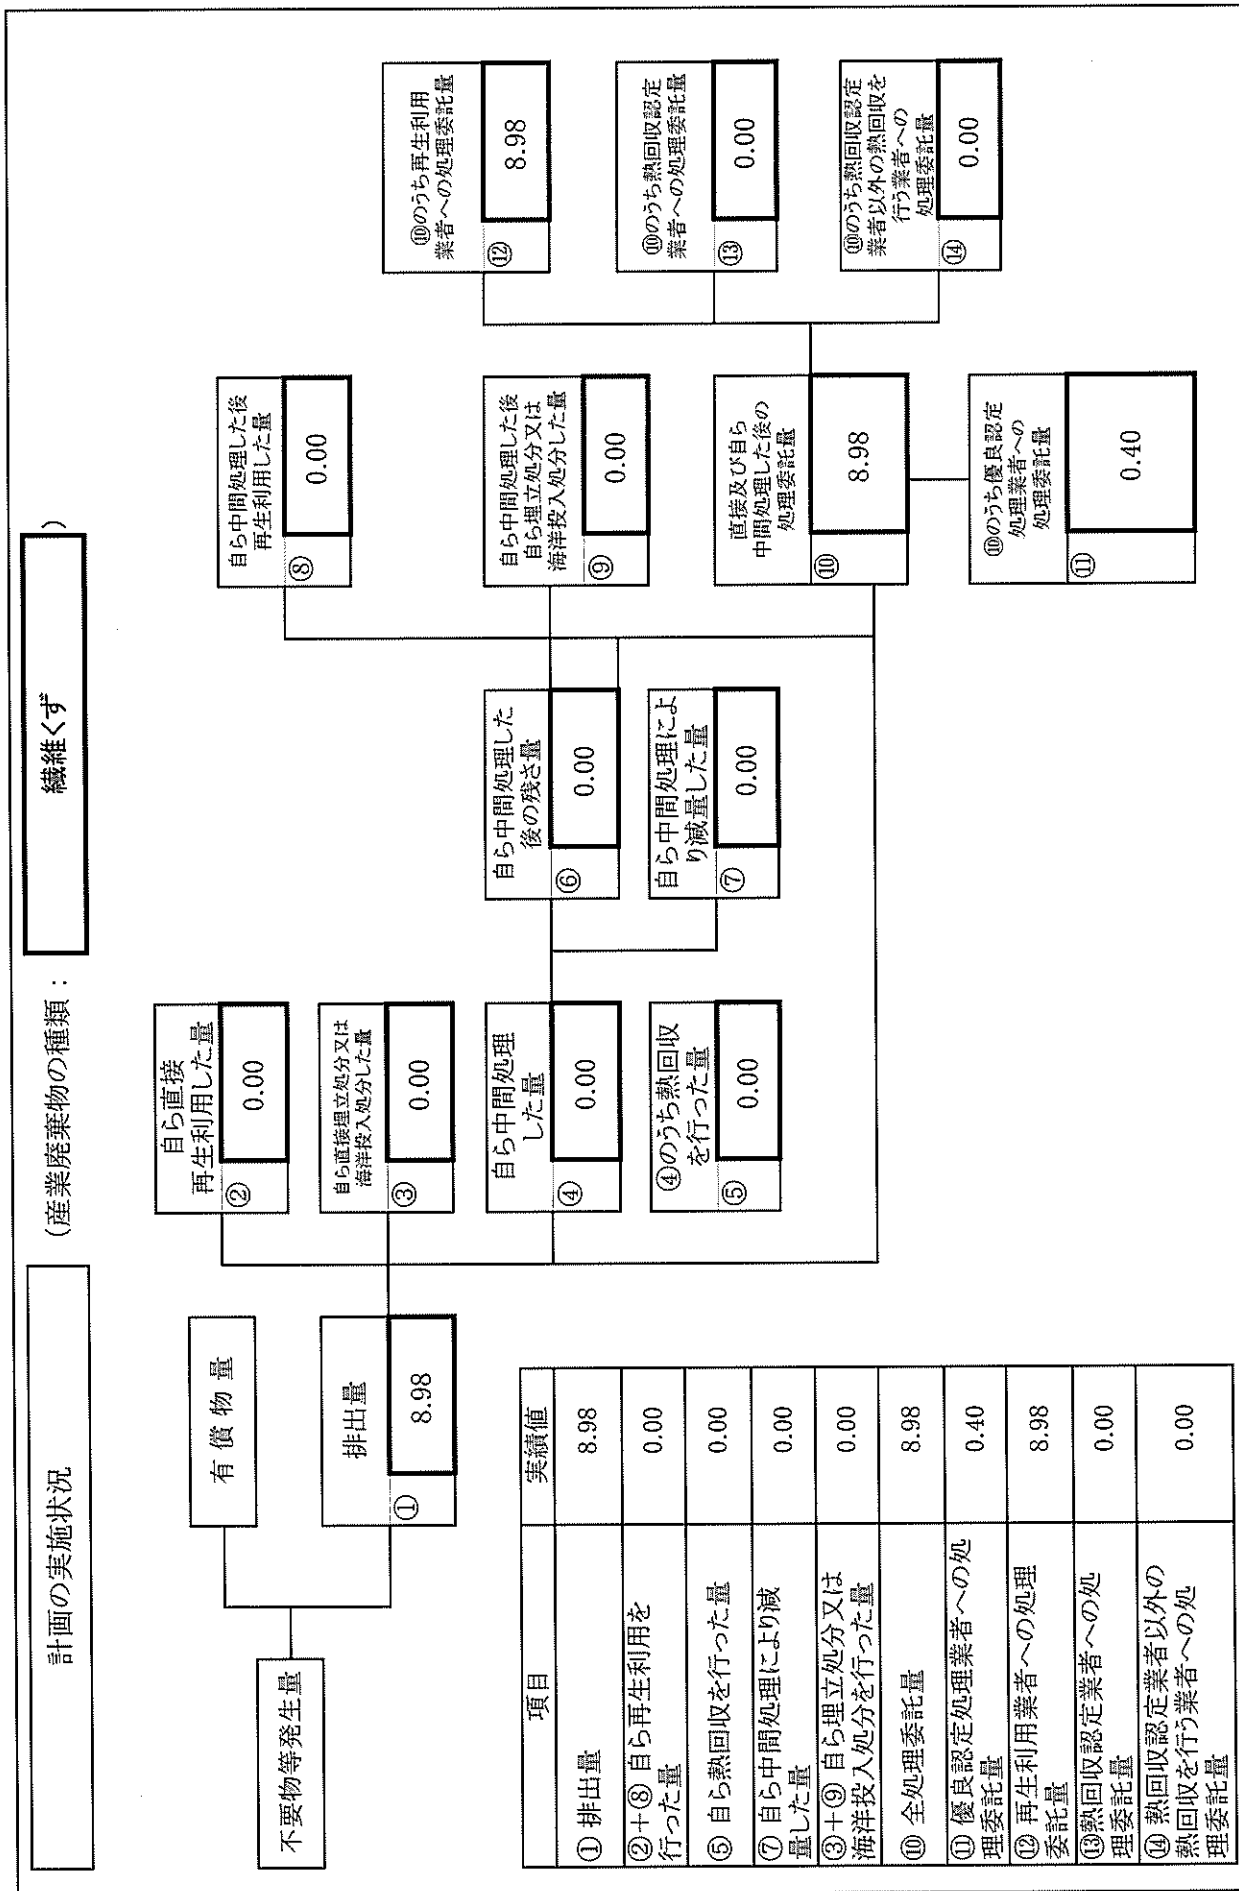 計画の実施状況
(産業廃棄物の種類：
繊維くず
)
不要物等発生量
有償物量
排出量
①
8.98
自ら直接
再生利用した量
②
0.00
自ら直接埋立処分又は
海洋投入処分した量
③
0.00
自ら中間処理
した量
④
0.00
④のうち熱回収
を行った量
⑤
0.00
自ら中間処理した
後の残さ量
⑥
0.00
自ら中間処理によ
り減量した量
⑦
0.00
自ら中間処理した後
再生利用した量
⑧
0.00
自ら中間処理した後
自ら埋立処分又は
海洋投入処分した量
⑨
0.00
直接及び自ら
中間処理した後の
処理委託量
⑩
8.98
⑩のうち優良認定
処理業者への
処理委託量
⑪
0.40
⑩のうち再生利用
業者への処理委託量
⑫
8.98
⑩のうち熱回収認定
業者への処理委託量
⑬
0.00
⑩のうち熱回収認定
業者以外の熱回収を
行う業者への
処理委託量
⑭
0.00
項目 実績値
① 排出量 8.98
②+⑧ 自ら再生利用を
行った量 0.00
⑤ 自ら熱回収を行った量 0.00
⑦ 自ら中間処理により減
量した量 0.00
③+⑨ 自ら埋立処分又は
海洋投入処分を行った量 0.00
⑩ 全処理委託量 8.98
⑪ 優良認定処理業者への処
理委託量 0.40
⑫ 再生利用業者への処理
委託量 8.98
⑬熱回収認定業者への処
理委託量 0.00
⑭ 熱回収認定業者以外の
熱回収を行う業者への処
理委託量 0.00